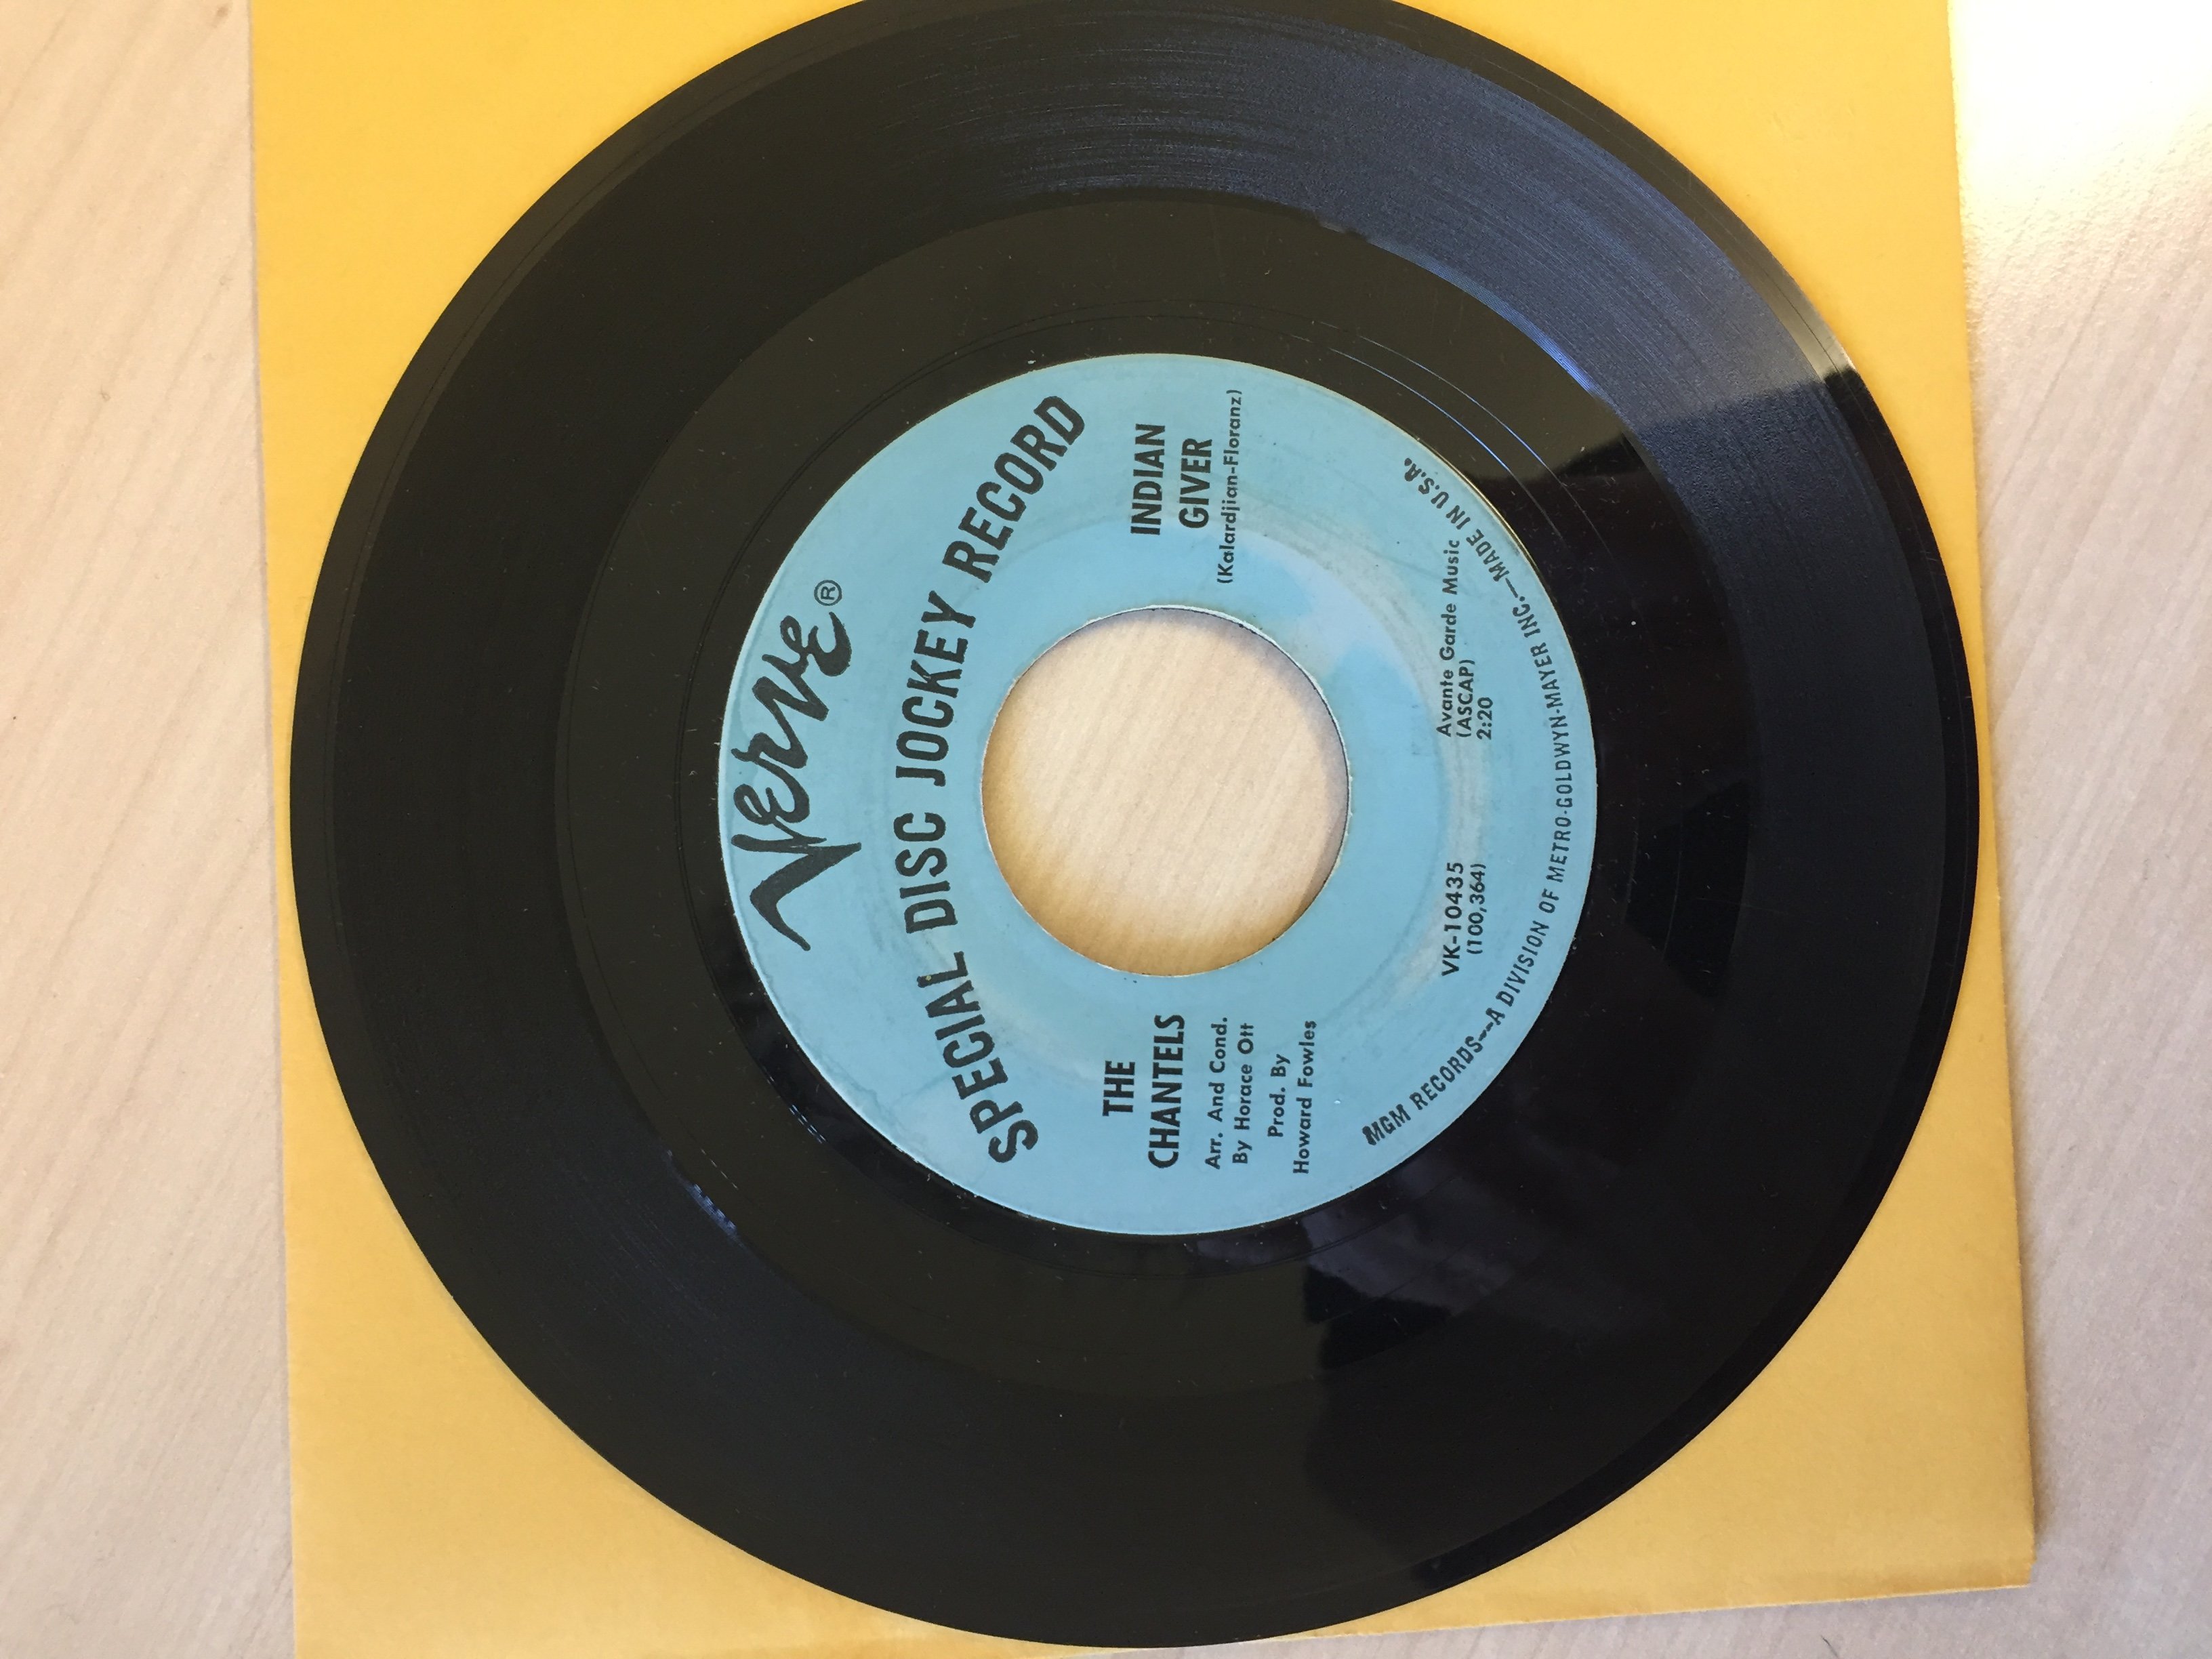 Verve®
SPECIAL DISC JOCKEY RECORD
THE
CHANTELS
Arr. And Cond.
By Horace Ott
Prod. By
Howard Fowles
INDIAN
GIVER
(Kalardjian-Floranz)
VK-10435
(100,364)
Avante Garde Music
(ASCAP)
2:20
MGM RECORDS—A DIVISION OF METRO-GOLDWYN-MAYER INC.—MADE IN U.S.A.